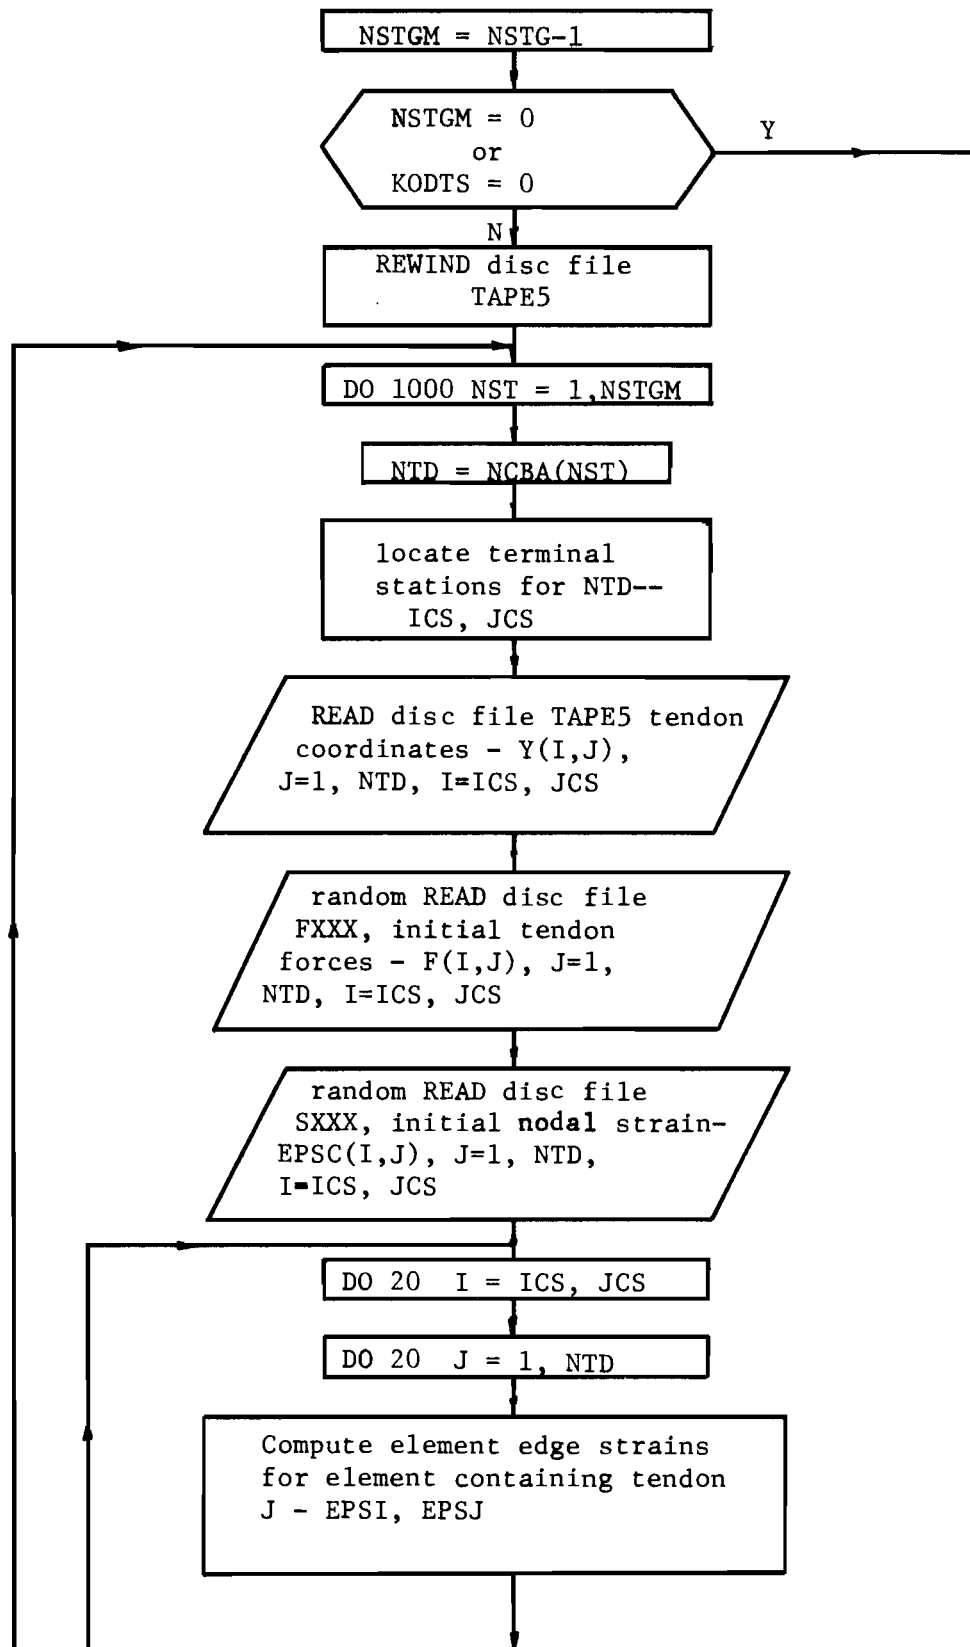 NSTGM = NSTG-1
NSTGM = 0
or
KODTS = 0
Y
N
REWIND disc file
TAPE5
DO 1000 NST = 1,NSTGM
NTD = NCBA(NST)
locate terminal
stations for NTD--
ICS, JCS
READ disc file TAPE5 tendon
coordinates - Y(I,J),
J=1, NTD, I=ICS, JCS
random READ disc file
FXXX, initial tendon
forces - F(I,J), J=1,
NTD, I=ICS, JCS
random READ disc file
SXXX, initial nodal strain-
EPSC(I,J), J=1, NTD,
I=ICS, JCS
DO 20 I = ICS, JCS
DO 20 J = 1, NTD
Compute element edge strains
for element containing tendon
J - EPSI, EPSJ